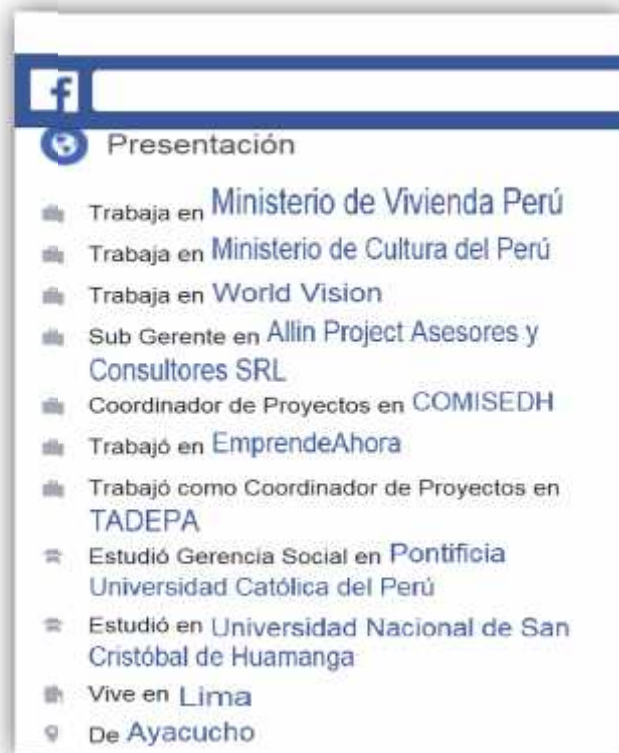 f
Presentación
Trabaja en Ministerio de Vivienda Perú
Trabaja en Ministerio de Cultura del Perú
Trabaja en World Vision
Sub Gerente en Allin Project Asesores y
Consultores SRL
Coordinador de Proyectos en COMISEDH
Trabajó en EmprendeAhora
Trabajó como Coordinador de Proyectos en
TADEPA
Estudió Gerencia Social en Pontificia
Universidad Católica del Perú
Estudió en Universidad Nacional de San
Cristóbal de Huamanga
Vive en Lima
De Ayacucho